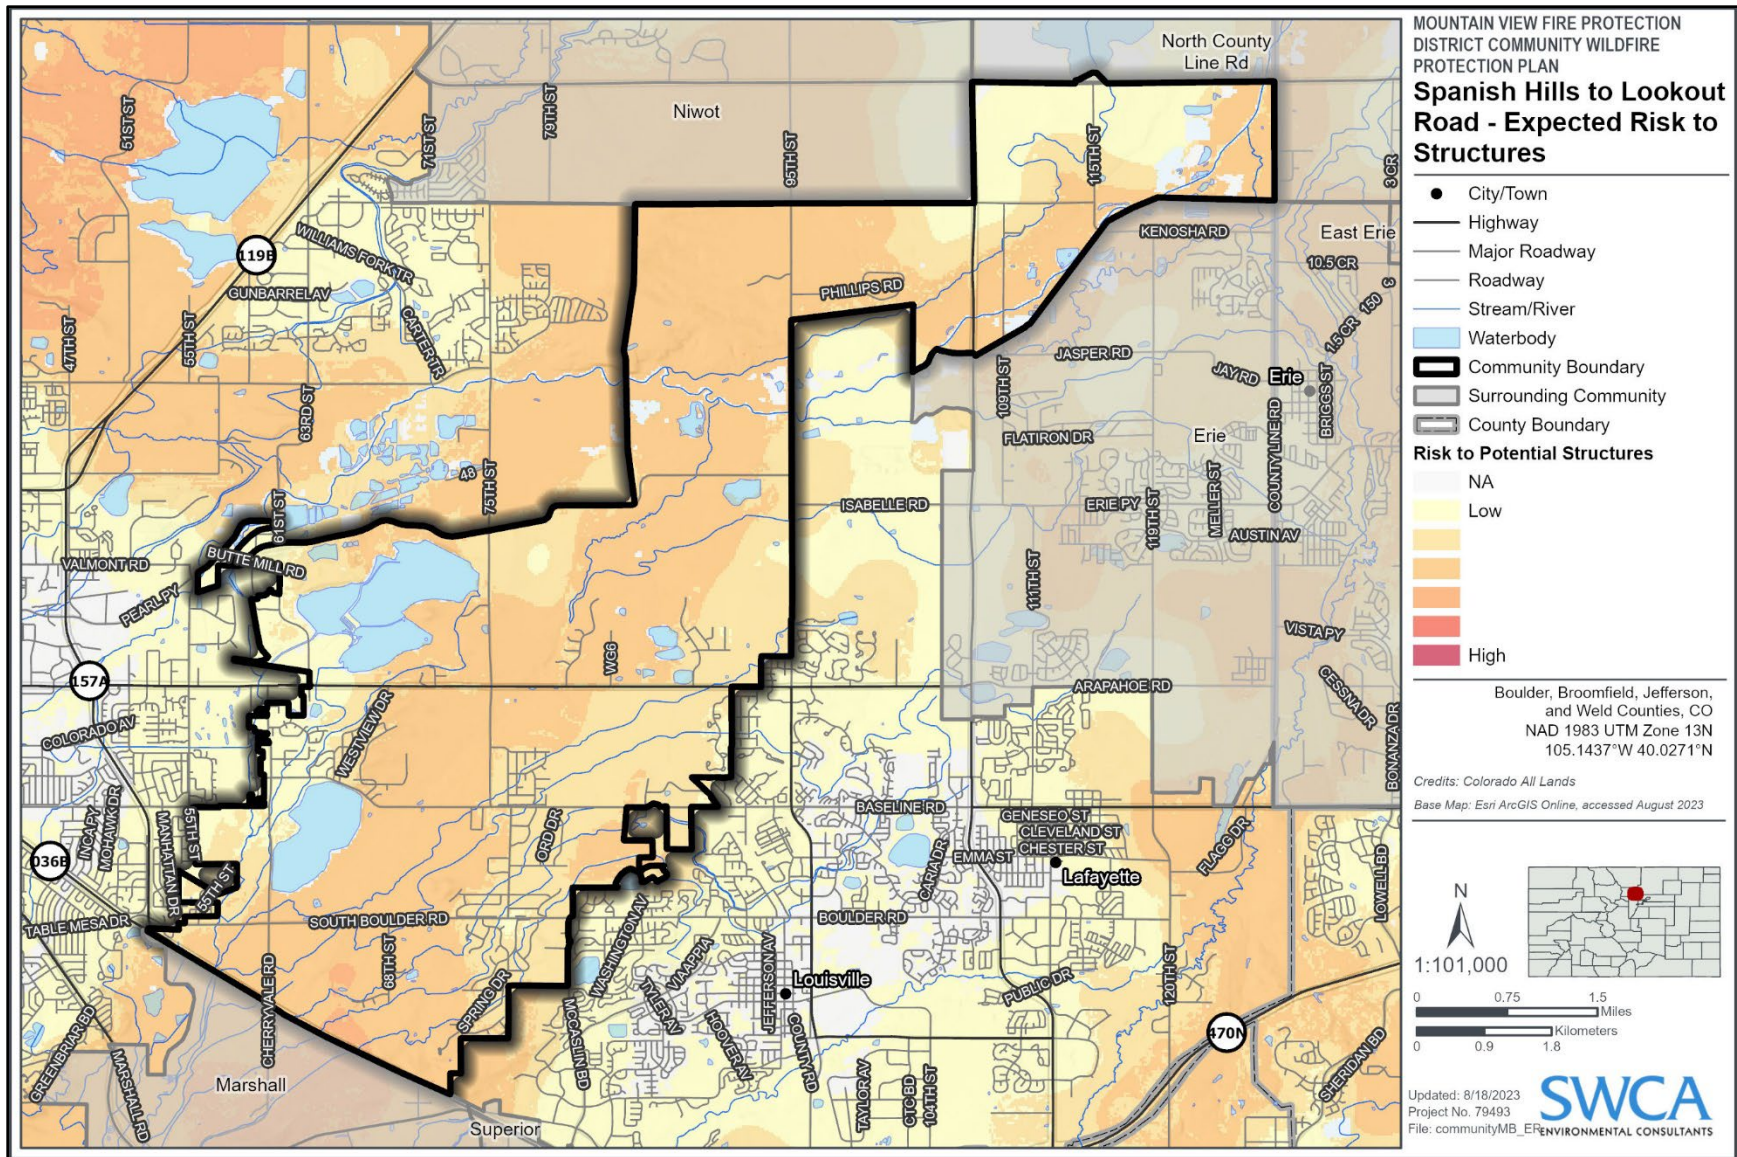 MOUNTAIN VIEW FIRE PROTECTION
DISTRICT COMMUNITY WILDFIRE
PROTECTION PLAN
Spanish Hills to Lookout
Road - Expected Risk to
Structures
City/Town
Highway
Major Roadway
Roadway
Stream/River
Waterbody
Community Boundary
Surrounding Community
County Boundary
Risk to Potential Structures
NA
Low
High
Boulder, Broomfield, Jefferson,
and Weld Counties, CO
NAD 1983 UTM Zone 13N
105.1437°W 40.0271°N
Credits: Colorado All Lands
Base Map: Esri ArcGIS Online, accessed August 2023
N
1:101,000
0 0.75 1.5
Miles
Kilometers
0 0.9 1.8
Updated: 8/18/2023
Project No. 79493
File: communityMB_ER
SWCA
ENVIRONMENTAL CONSULTANTS
North County
Line Rd
Niwot
51ST ST
71ST ST
79TH ST
95TH ST
115TH ST
3 CR
WILLIAMS FORK TR
119B
GUNBARREL AV
KENOSHA RD
East Erie
10.5 CR
PHILLIPS RD
150
3
1.5 CR
47TH ST
55TH ST
CARTER TR
JASPER RD
JAY RD
Erie
109TH ST
BRIGGS ST
COUNTY LINE RD
63RD ST
FLATIRON DR
Erie
48
75TH ST
61ST ST
ISABELLE RD
ERIE PY
119TH ST
MELLER ST
AUSTIN AV
VALMONT RD
BUTTE MILL RD
PEARL PY
111TH ST
VISTA PY
WG6
157A
ARAPAHOE RD
CESSNA DR
BONANZA DR
COLORADO AV
WESTVIEW DR
INCA PY
MOHAWK DR
MANHATTAN DR
55TH ST
55TH ST
036B
TABLE MESA DR
ORD DR
BASELINE RD
GENESEO ST
CLEVELAND ST
CHESTER ST
EMMA ST
CARIA DR
Lafayette
FLAGG DR
LOWELL BD
SOUTH BOULDER RD
68TH ST
BOULDER RD
WASHINGTON AV
VIA APPIA
TYLER AV
JEFFERSON AV
Louisville
PUBLIC DR
120TH ST
CHERRYVALE RD
SPRING DR
MCCASLIN BD
HOOVER AV
COUNTY RD
470N
GREENBRIAR BD
MARSHALL RD
Marshall
Superior
TAYLOR AV
CTC BD
104TH ST
SHERIDAN BD